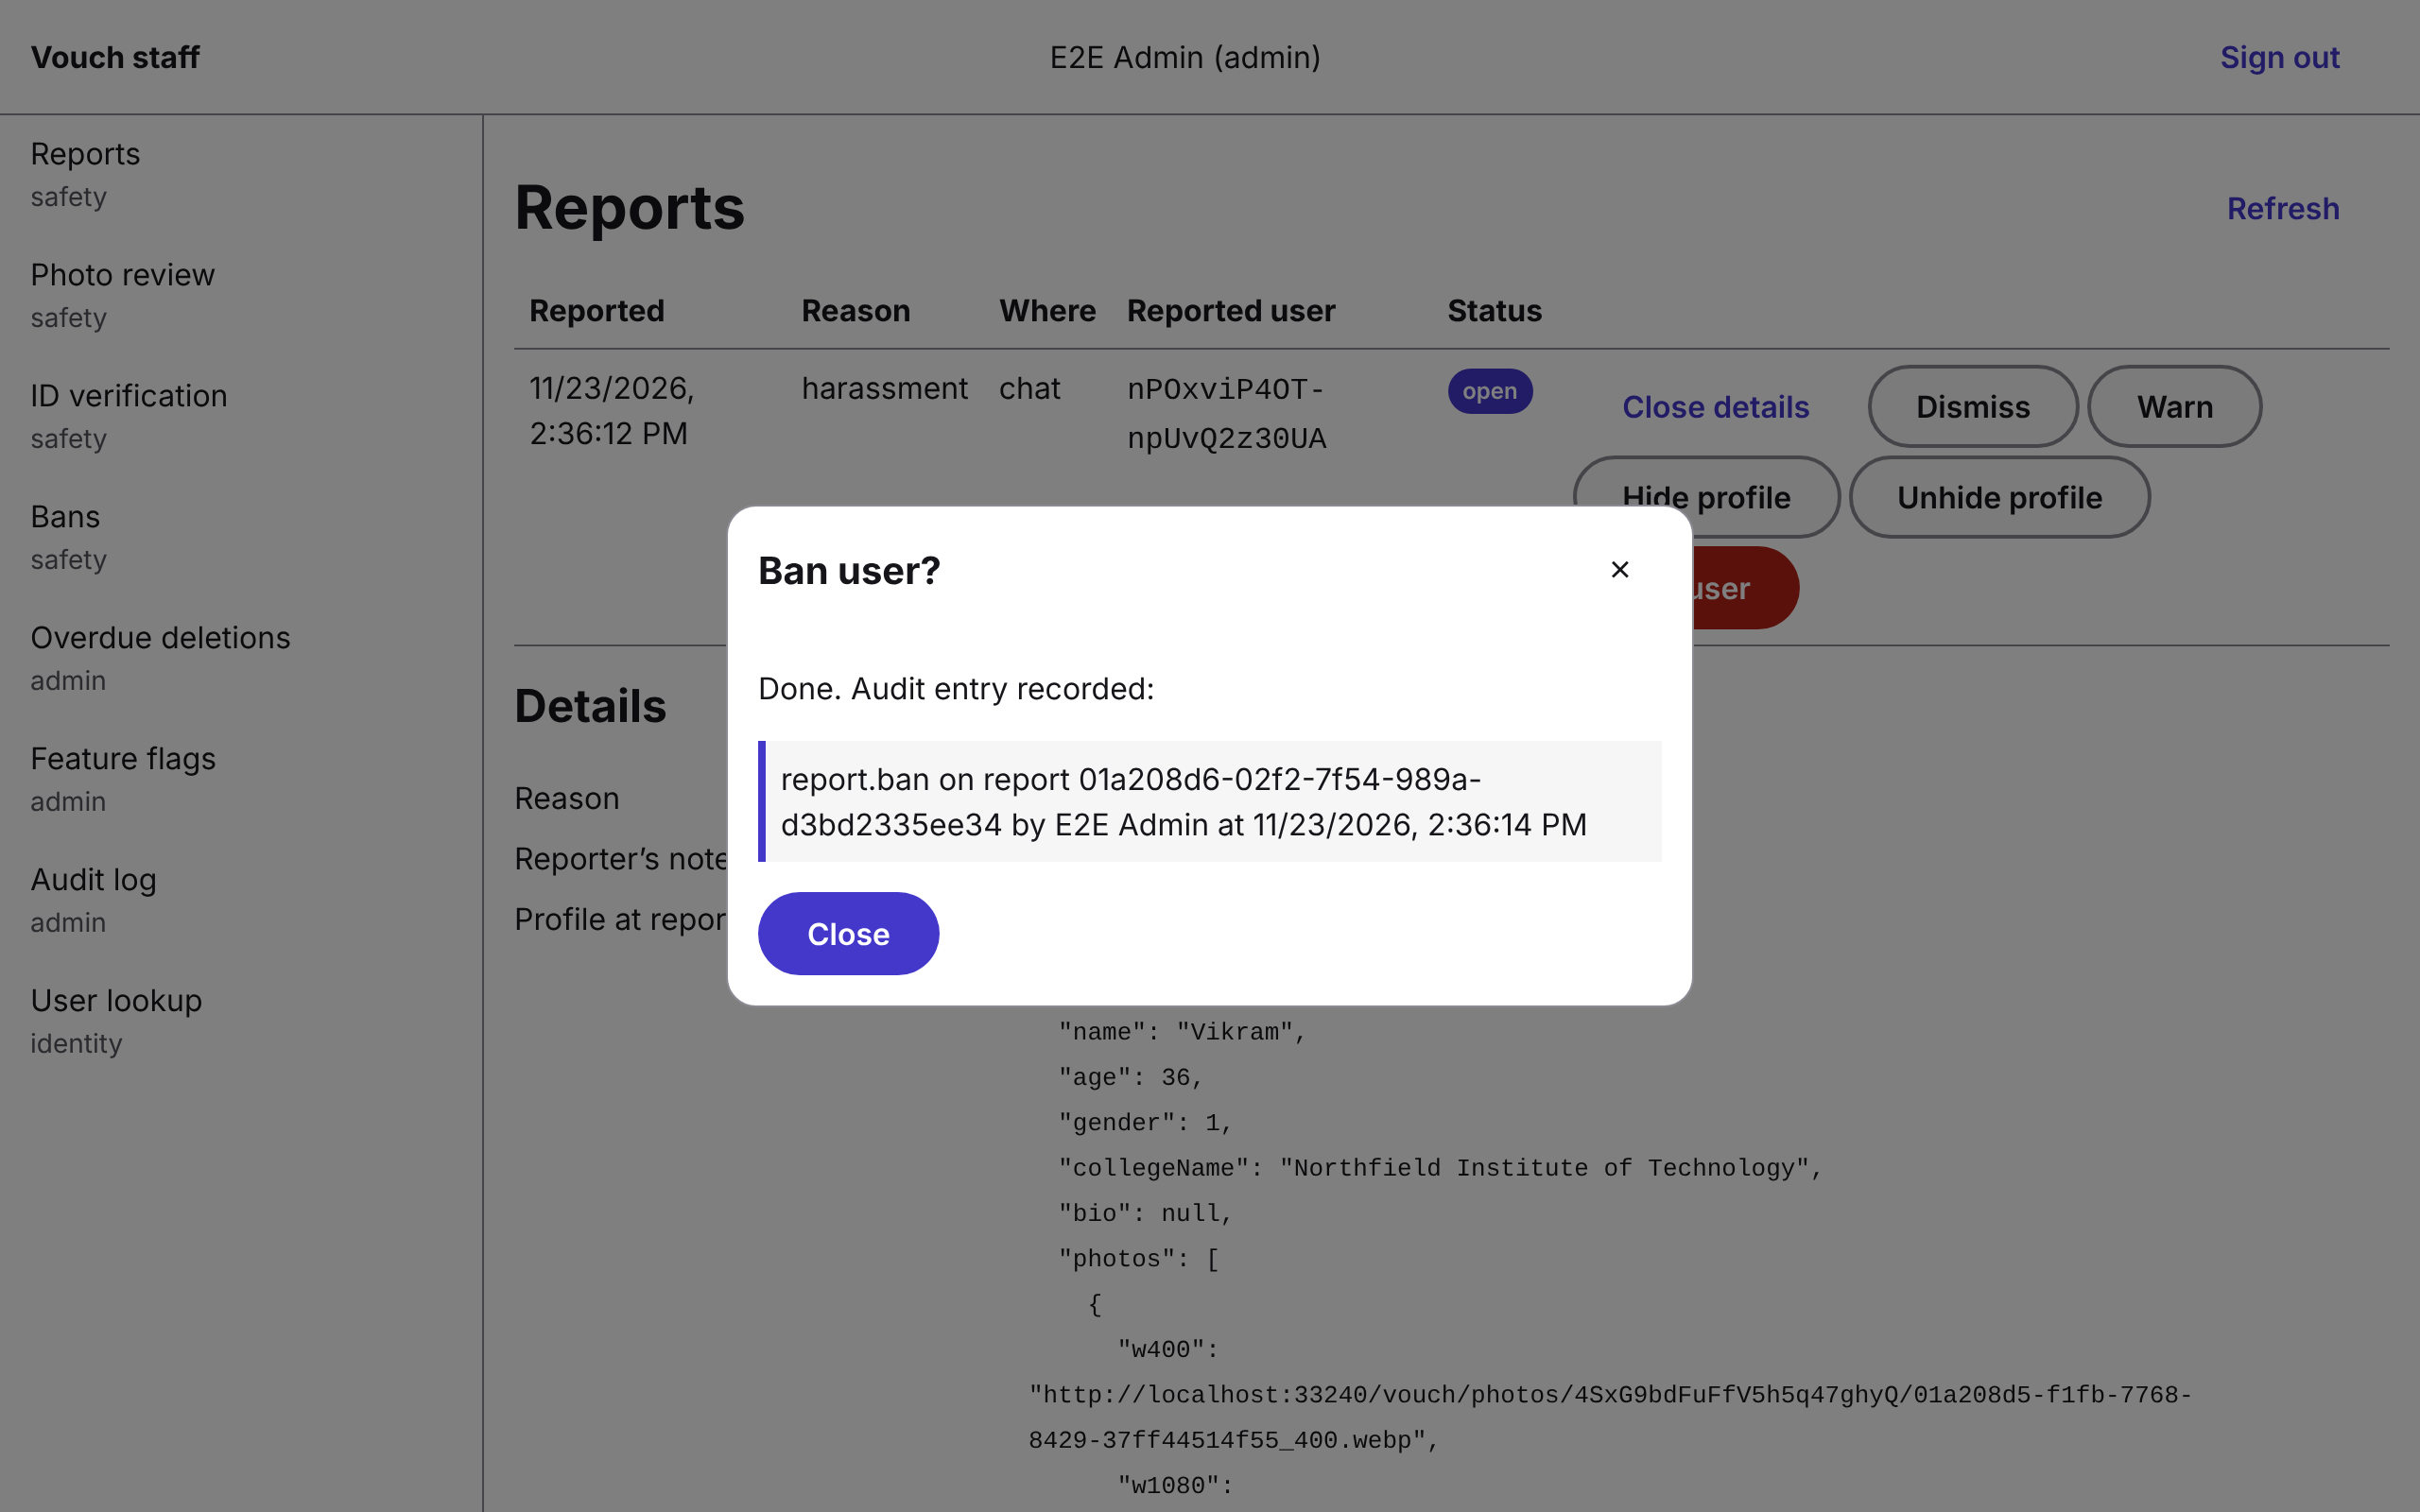 Vouch staff
E2E Admin (admin)
Sign out
Reports
safety
Photo review
safety
ID verification
safety
Bans
safety
Overdue deletions
admin
Feature flags
admin
Audit log
admin
User lookup
identity
Reports
Refresh
Reported Reason Where Reported user Status
11/23/2026, harassment chat nPOxviP4OT- open Close details Dismiss Warn
2:36:12 PM npUvQ2z30UA
Hide profile Unhide profile
user
Ban user?
×
Done. Audit entry recorded:
report.ban on report 01a208d6-02f2-7f54-989a-
d3bd2335ee34 by E2E Admin at 11/23/2026, 2:36:14 PM
Close
Details
Reason
Reporter’s note
Profile at repor
"name": "Vikram",
"age": 36,
"gender": 1,
"collegeName": "Northfield Institute of Technology",
"bio": null,
"photos": [
{
"w400":
"http://localhost:33240/vouch/photos/4SxG9bdFuFfV5h5q47ghyQ/01a208d5-f1fb-7768-
8429-37ff44514f55_400.webp",
"w1080":